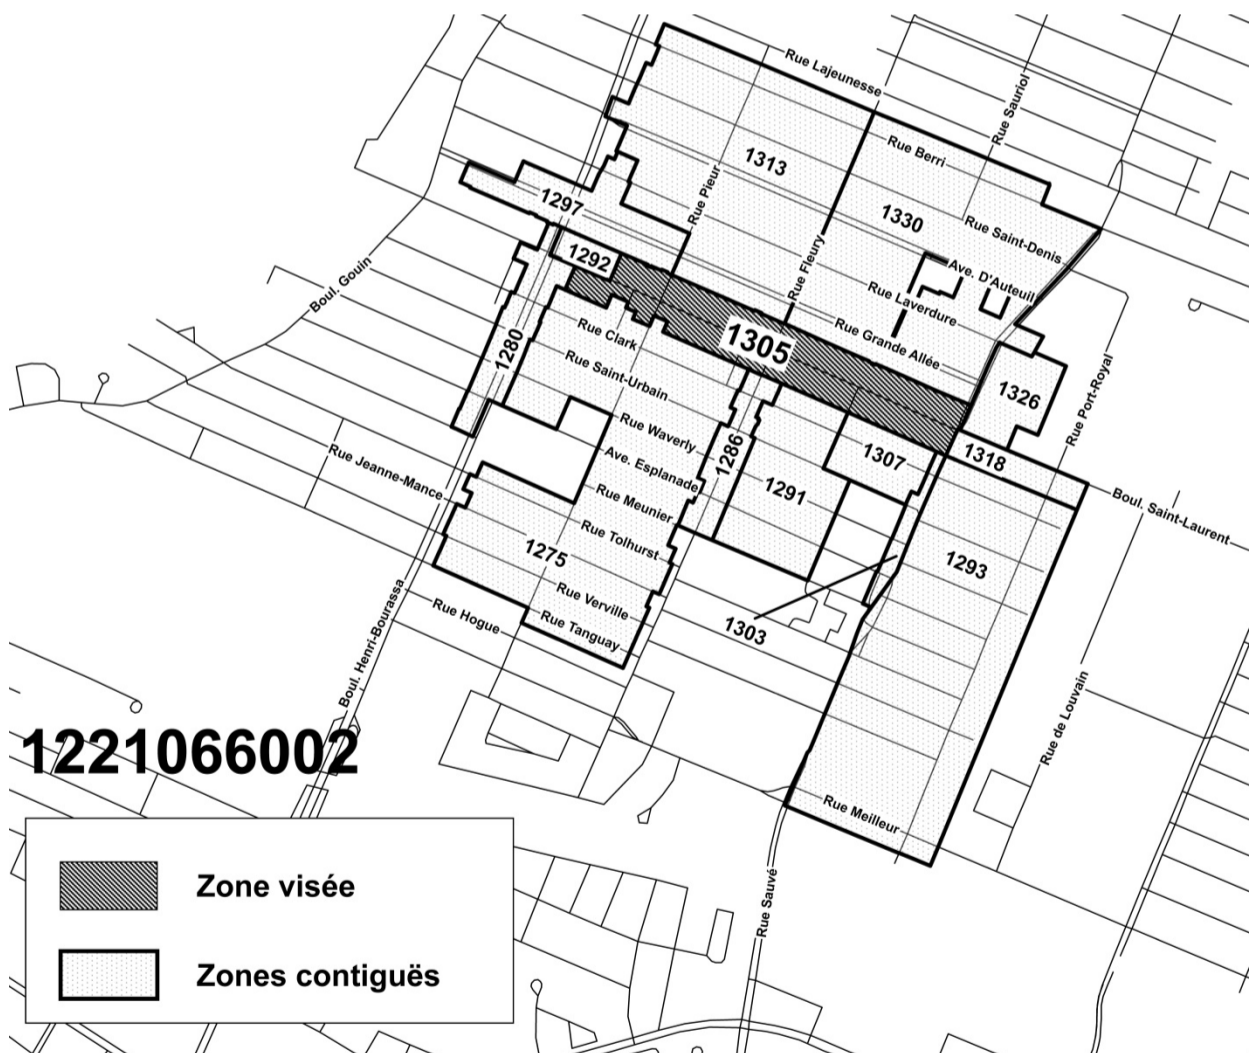 Rue Lajeunesse
Rue Sauriol
Rue Berri
1313
Rue Pieur
1297
1330
Rue Saint-Denis
Rue Fleury
1292
Ave. D'Auteuil
Boul. Gouin
Rue Laverdure
Rue Grande Allée
1305
Rue Clark
1280
Rue Saint-Urbain
1326
Rue Port-Royal
Rue Waverly
1286
Ave. Esplanade
1307
1318
Rue Jeanne-Mance
Rue Meunier
1291
Boul. Saint-Laurent
Rue Tolhurst
1275
1293
Rue Verville
Rue Hogue
Rue Tanguay
1303
Boul. Henri-Bourassa
Rue de Louvain
1221066002
Rue Meilleur
Rue Sauvé
Zone visée
Zones contiguës